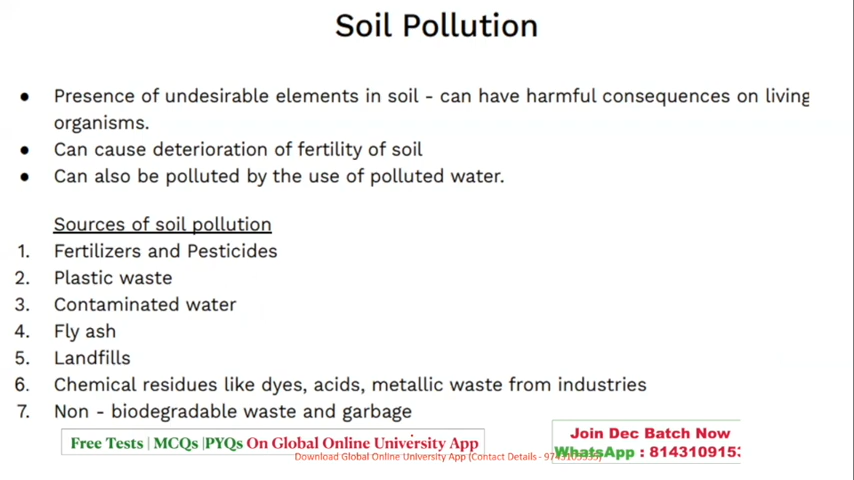 Soil Pollution
● Presence of undesirable elements in soil - can have harmful consequences on living
organisms.
● Can cause deterioration of fertility of soil
● Can also be polluted by the use of polluted water.
Sources of soil pollution
1. Fertilizers and Pesticides
2. Plastic waste
3. Contaminated water
4. Fly ash
5. Landfills
6. Chemical residues like dyes, acids, metallic waste from industries
7. Non - biodegradable waste and garbage
Free Tests | MCQs |PYQs On Global Online University App
Join Dec Batch Now
WhatsApp : 8143109153
Download Global Online University App (Contact Details -